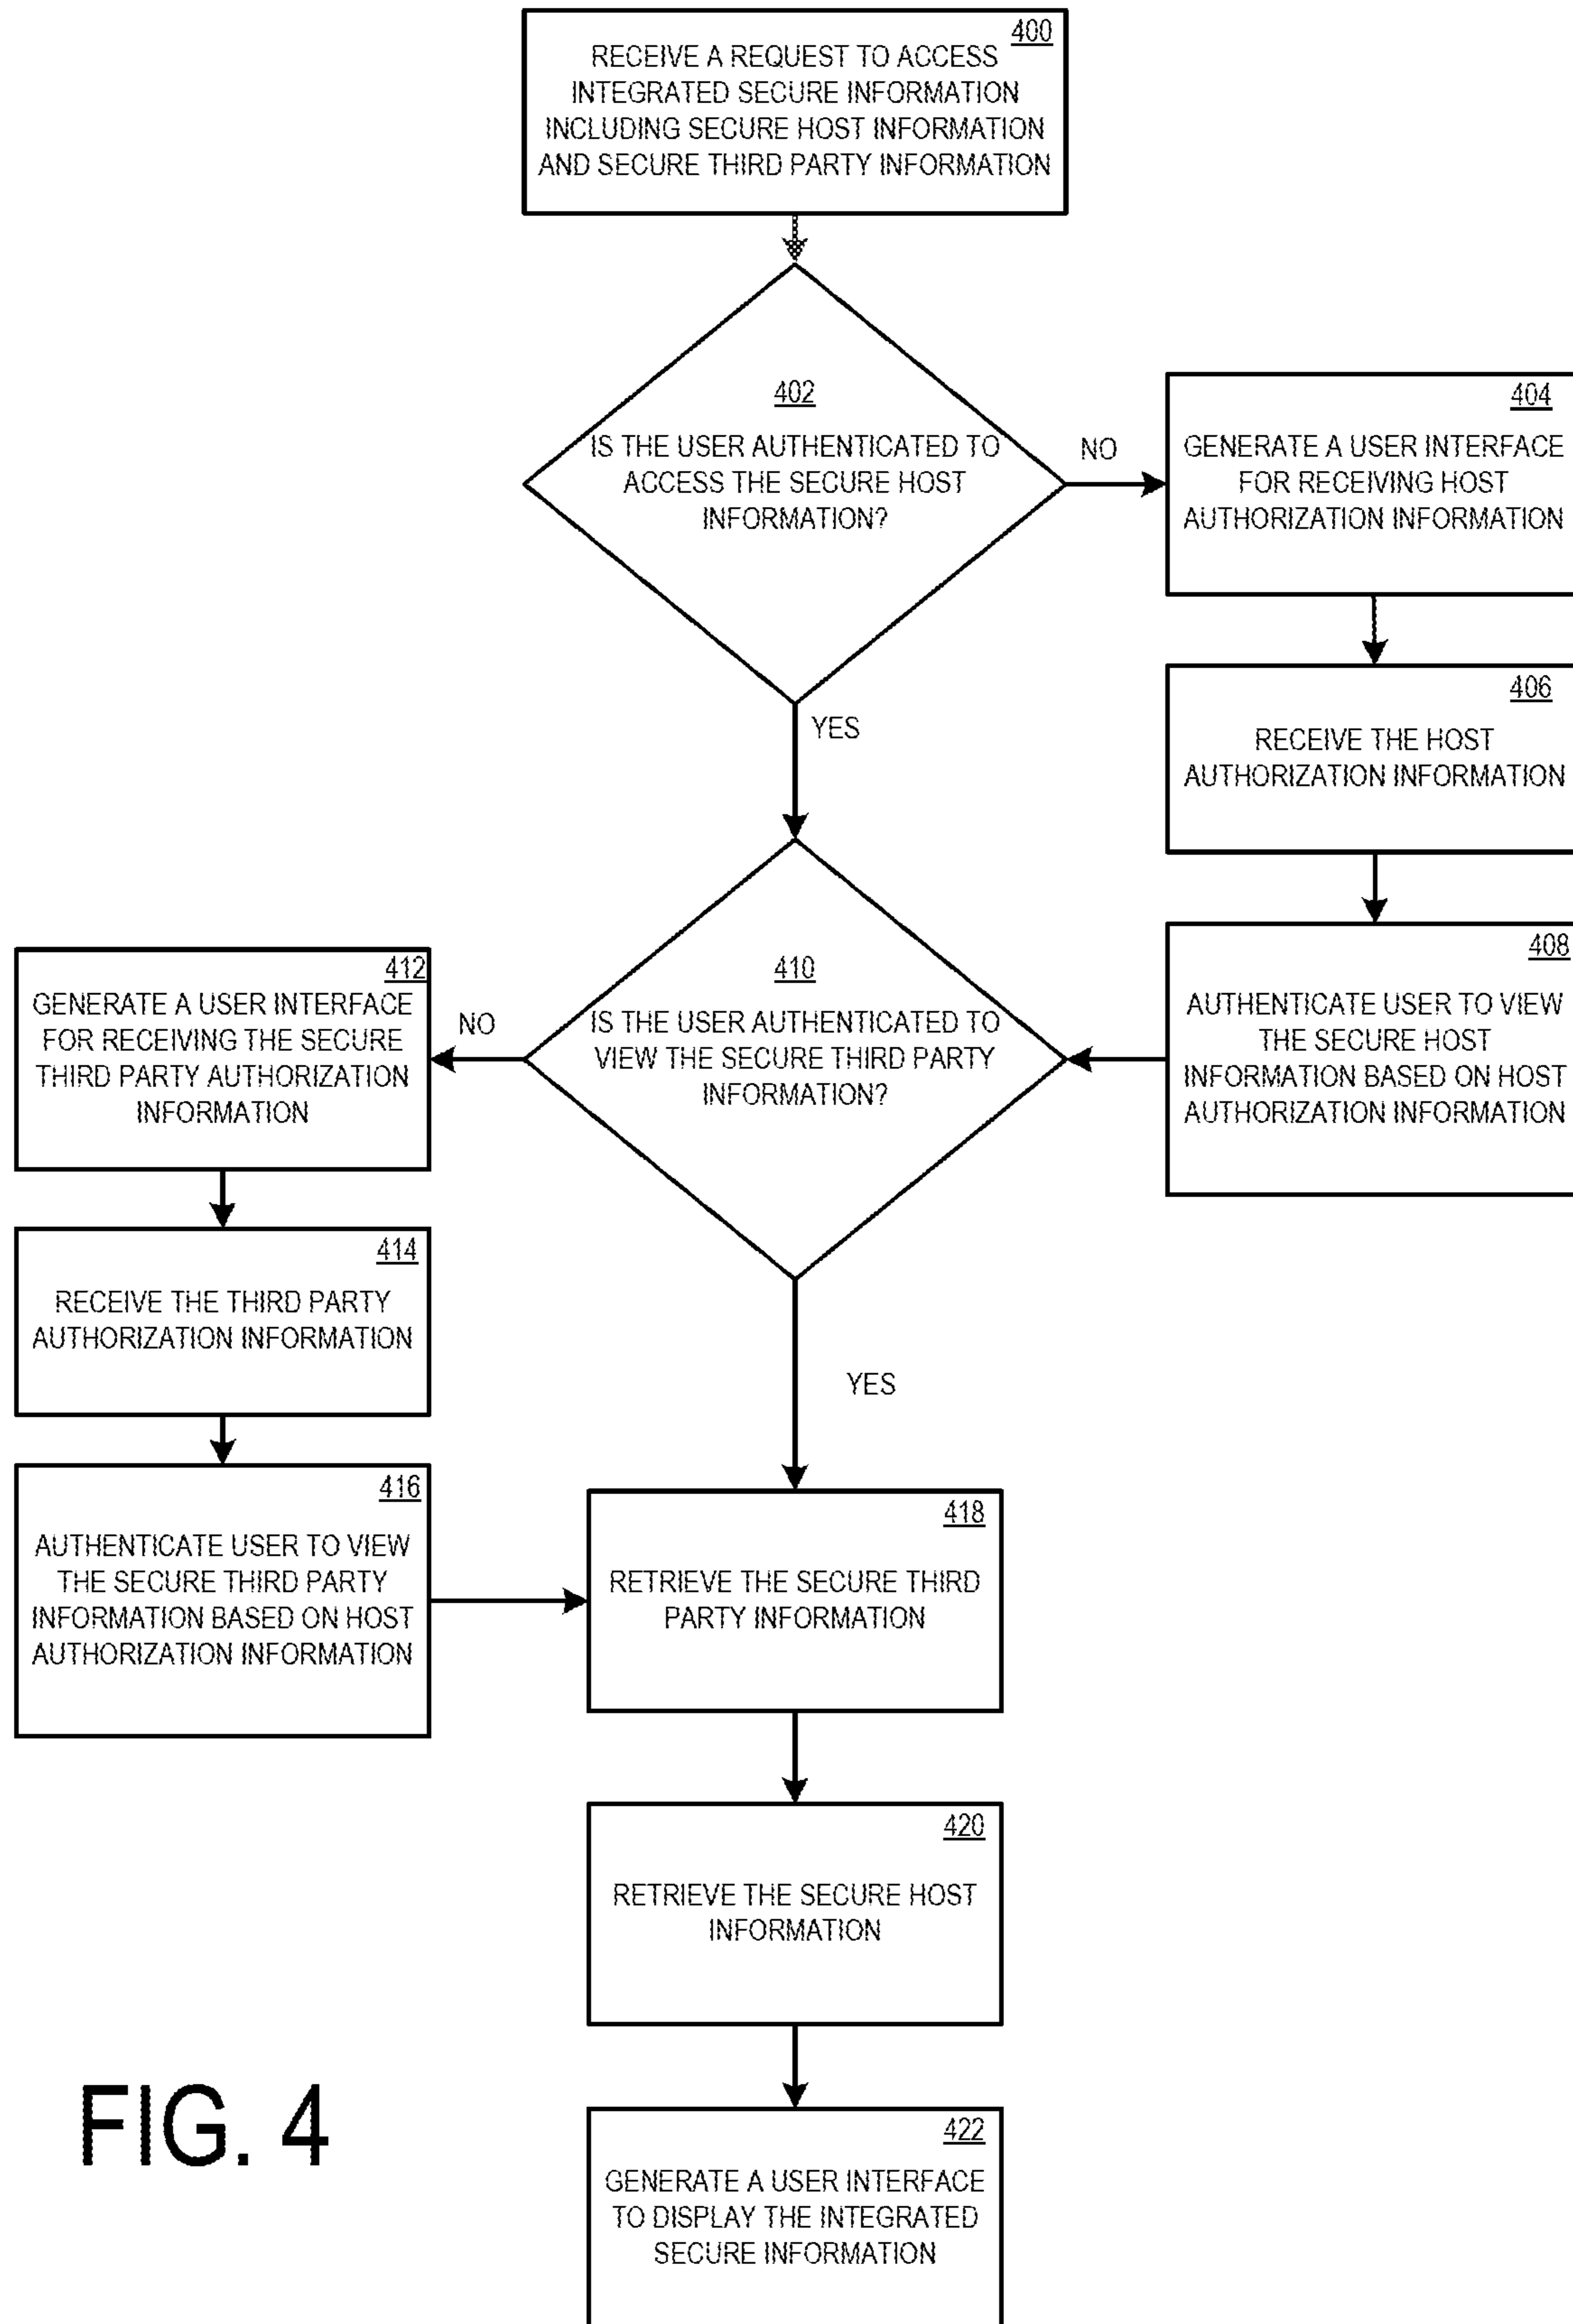 400
RECEIVE A REQUEST TO ACCESS
INTEGRATED SECURE INFORMATION
INCLUDING SECURE HOST INFORMATION
AND SECURE THIRD PARTY INFORMATION
402
IS THE USER AUTHENTICATED TO
ACCESS THE SECURE HOST
INFORMATION?
NO
404
GENERATE A USER INTERFACE
FOR RECEIVING HOST
AUTHORIZATION INFORMATION
406
RECEIVE THE HOST
AUTHORIZATION INFORMATION
YES
408
AUTHENTICATE USER TO VIEW
THE SECURE HOST
INFORMATION BASED ON HOST
AUTHORIZATION INFORMATION
410
IS THE USER AUTHENTICATED TO
VIEW THE SECURE THIRD PARTY
INFORMATION?
NO
412
GENERATE A USER INTERFACE
FOR RECEIVING THE SECURE
THIRD PARTY AUTHORIZATION
INFORMATION
414
RECEIVE THE THIRD PARTY
AUTHORIZATION INFORMATION
YES
416
AUTHENTICATE USER TO VIEW
THE SECURE THIRD PARTY
INFORMATION BASED ON HOST
AUTHORIZATION INFORMATION
418
RETRIEVE THE SECURE THIRD
PARTY INFORMATION
420
RETRIEVE THE SECURE HOST
INFORMATION
422
GENERATE A USER INTERFACE
TO DISPLAY THE INTEGRATED
SECURE INFORMATION
FIG. 4